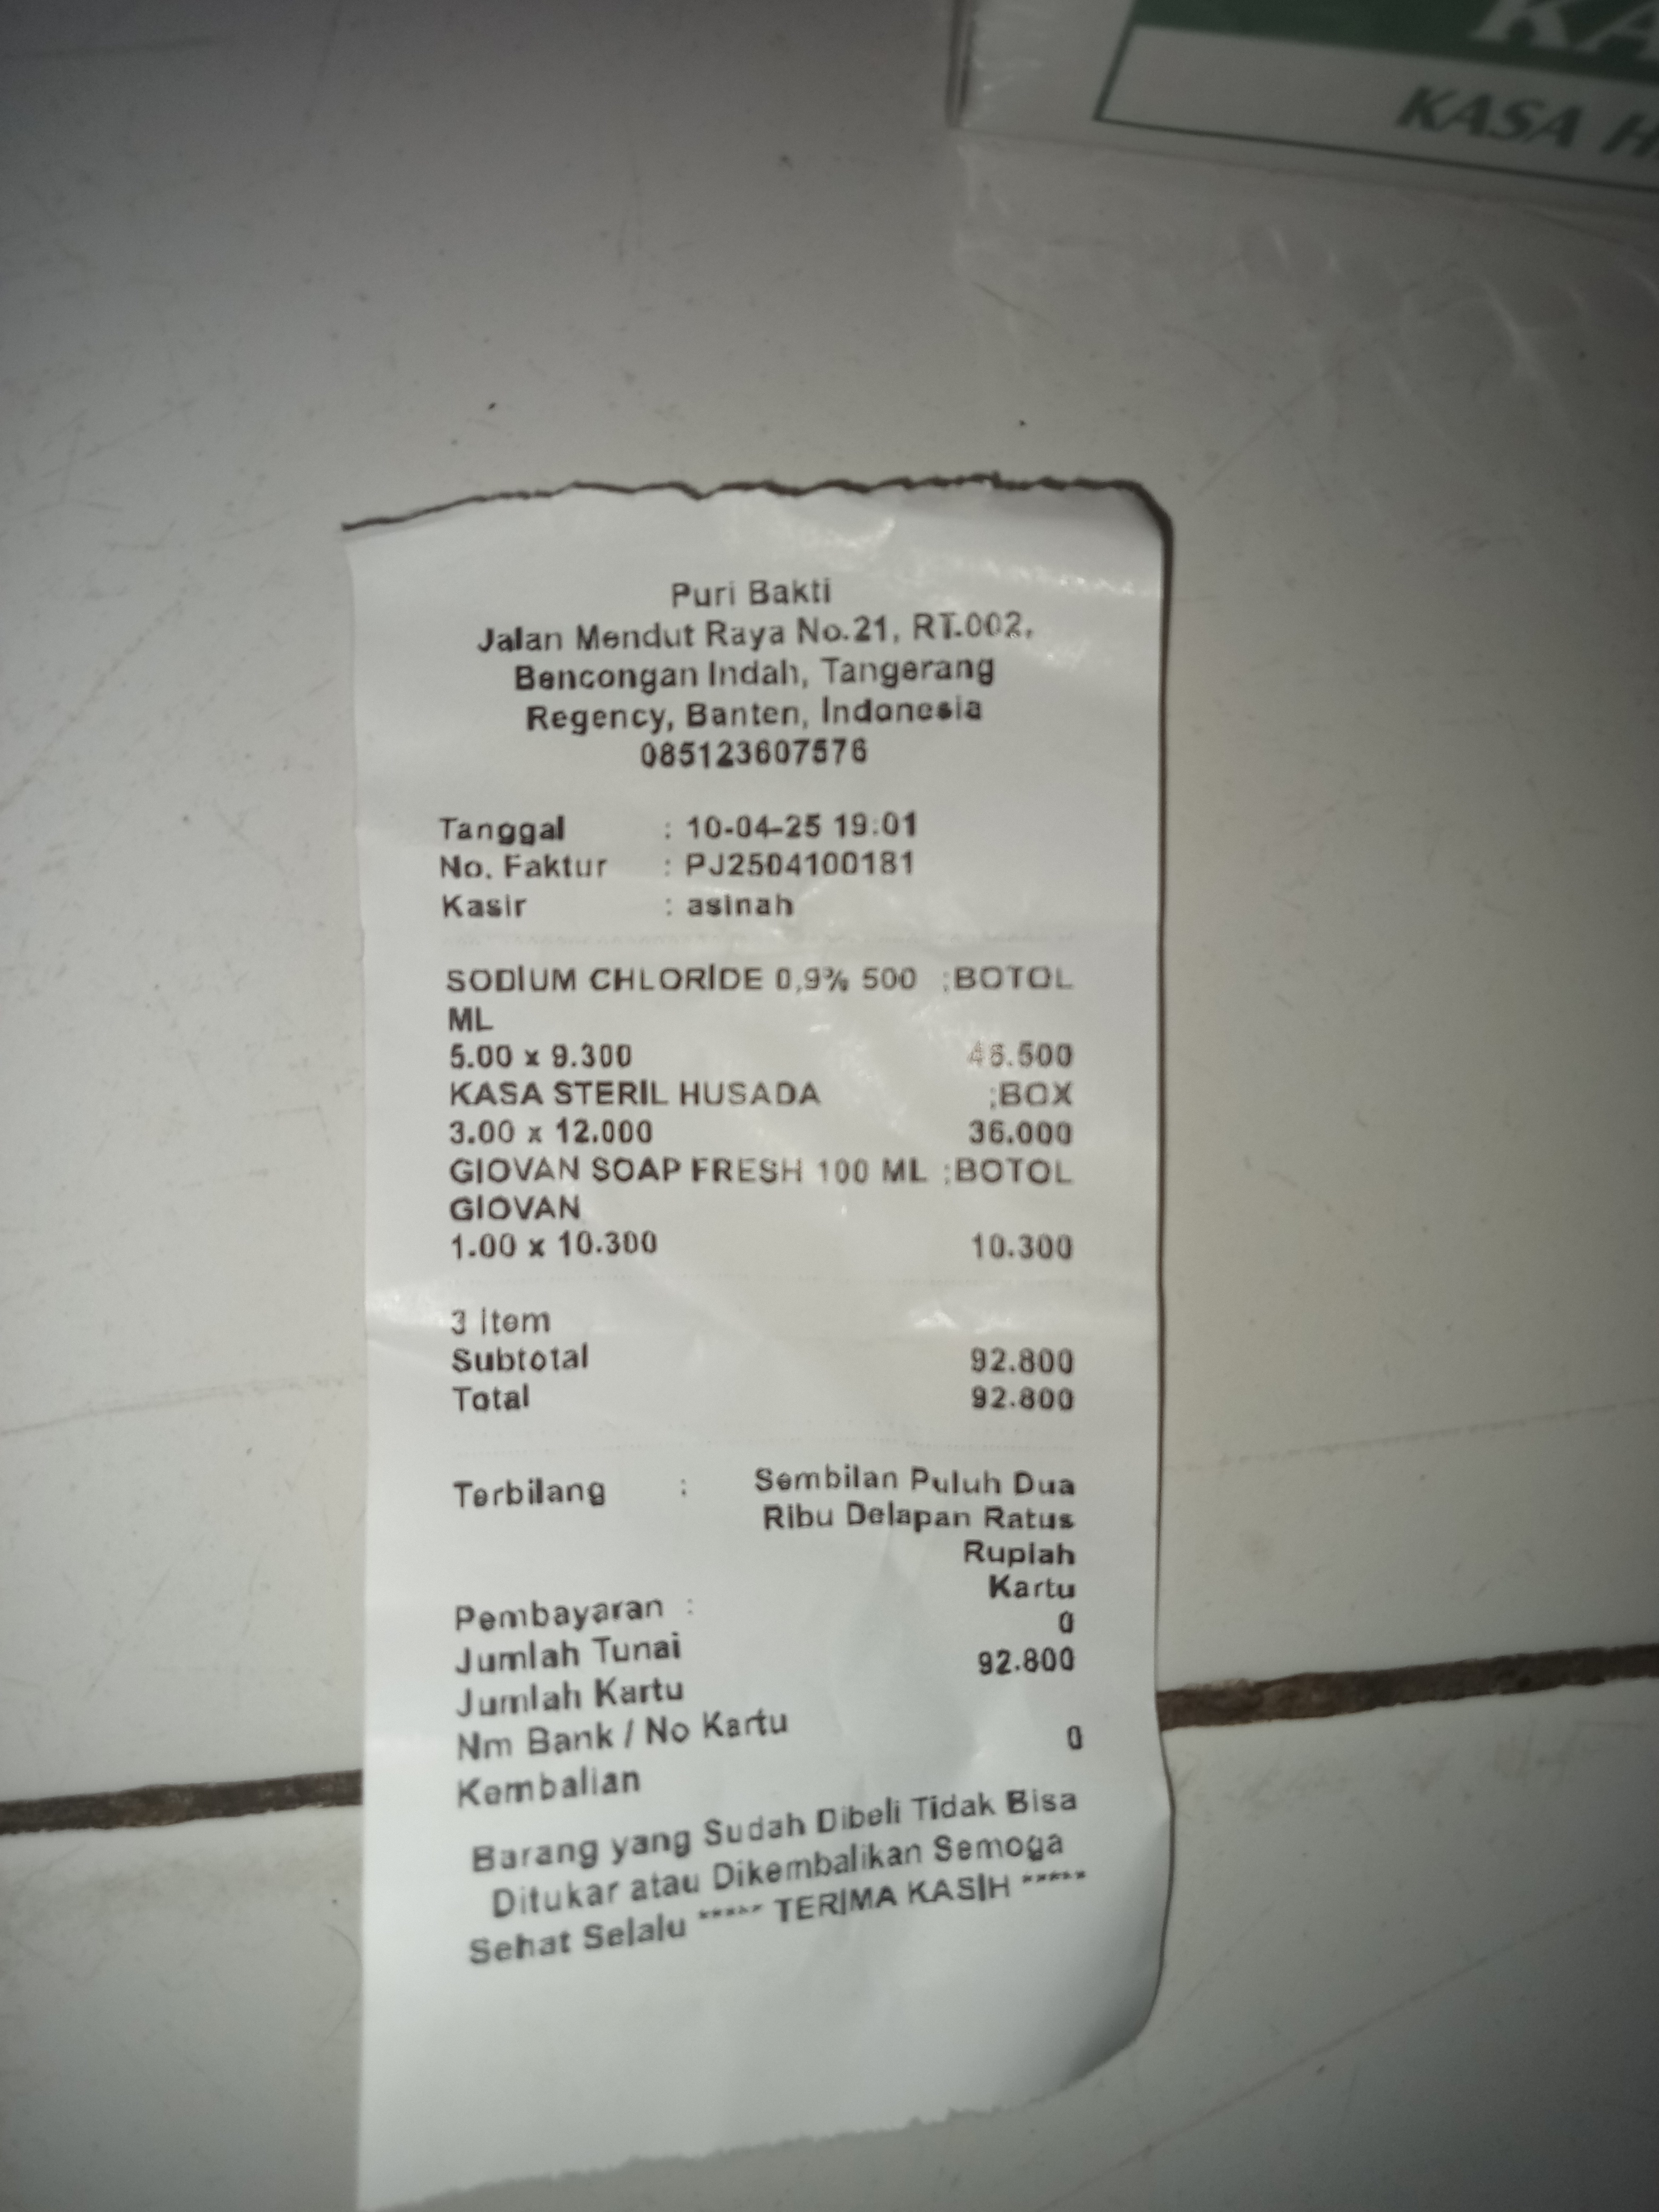 KA
KASA H
Puri Bakti
Jalan Mendut Raya No.21, RT.002,
Bencongan Indah, Tangerang
Regency, Banten, Indonesia
085123607576
Tanggal : 10-04-25 19:01
No. Faktur : PJ2504100181
Kasir : asinah
SODIUM CHLORIDE 0,9% 500 ;BOTOL
ML
5.00 x 9.300 46.500
KASA STERIL HUSADA ;BOX
3.00 x 12.000 36.000
GIOVAN SOAP FRESH 100 ML ;BOTOL
GIOVAN
1.00 x 10.300 10.300
3 item
Subtotal 92.800
Total 92.800
Terbilang : Sembilan Puluh Dua
Ribu Delapan Ratus
Rupiah
Pembayaran : Kartu
Jumlah Tunai 0
Jumlah Kartu 92.800
Nm Bank / No Kartu
Kembalian 0
Barang yang Sudah Dibeli Tidak Bisa
Ditukar atau Dikembalikan Semoga
Sehat Selalu ***** TERIMA KASIH *****